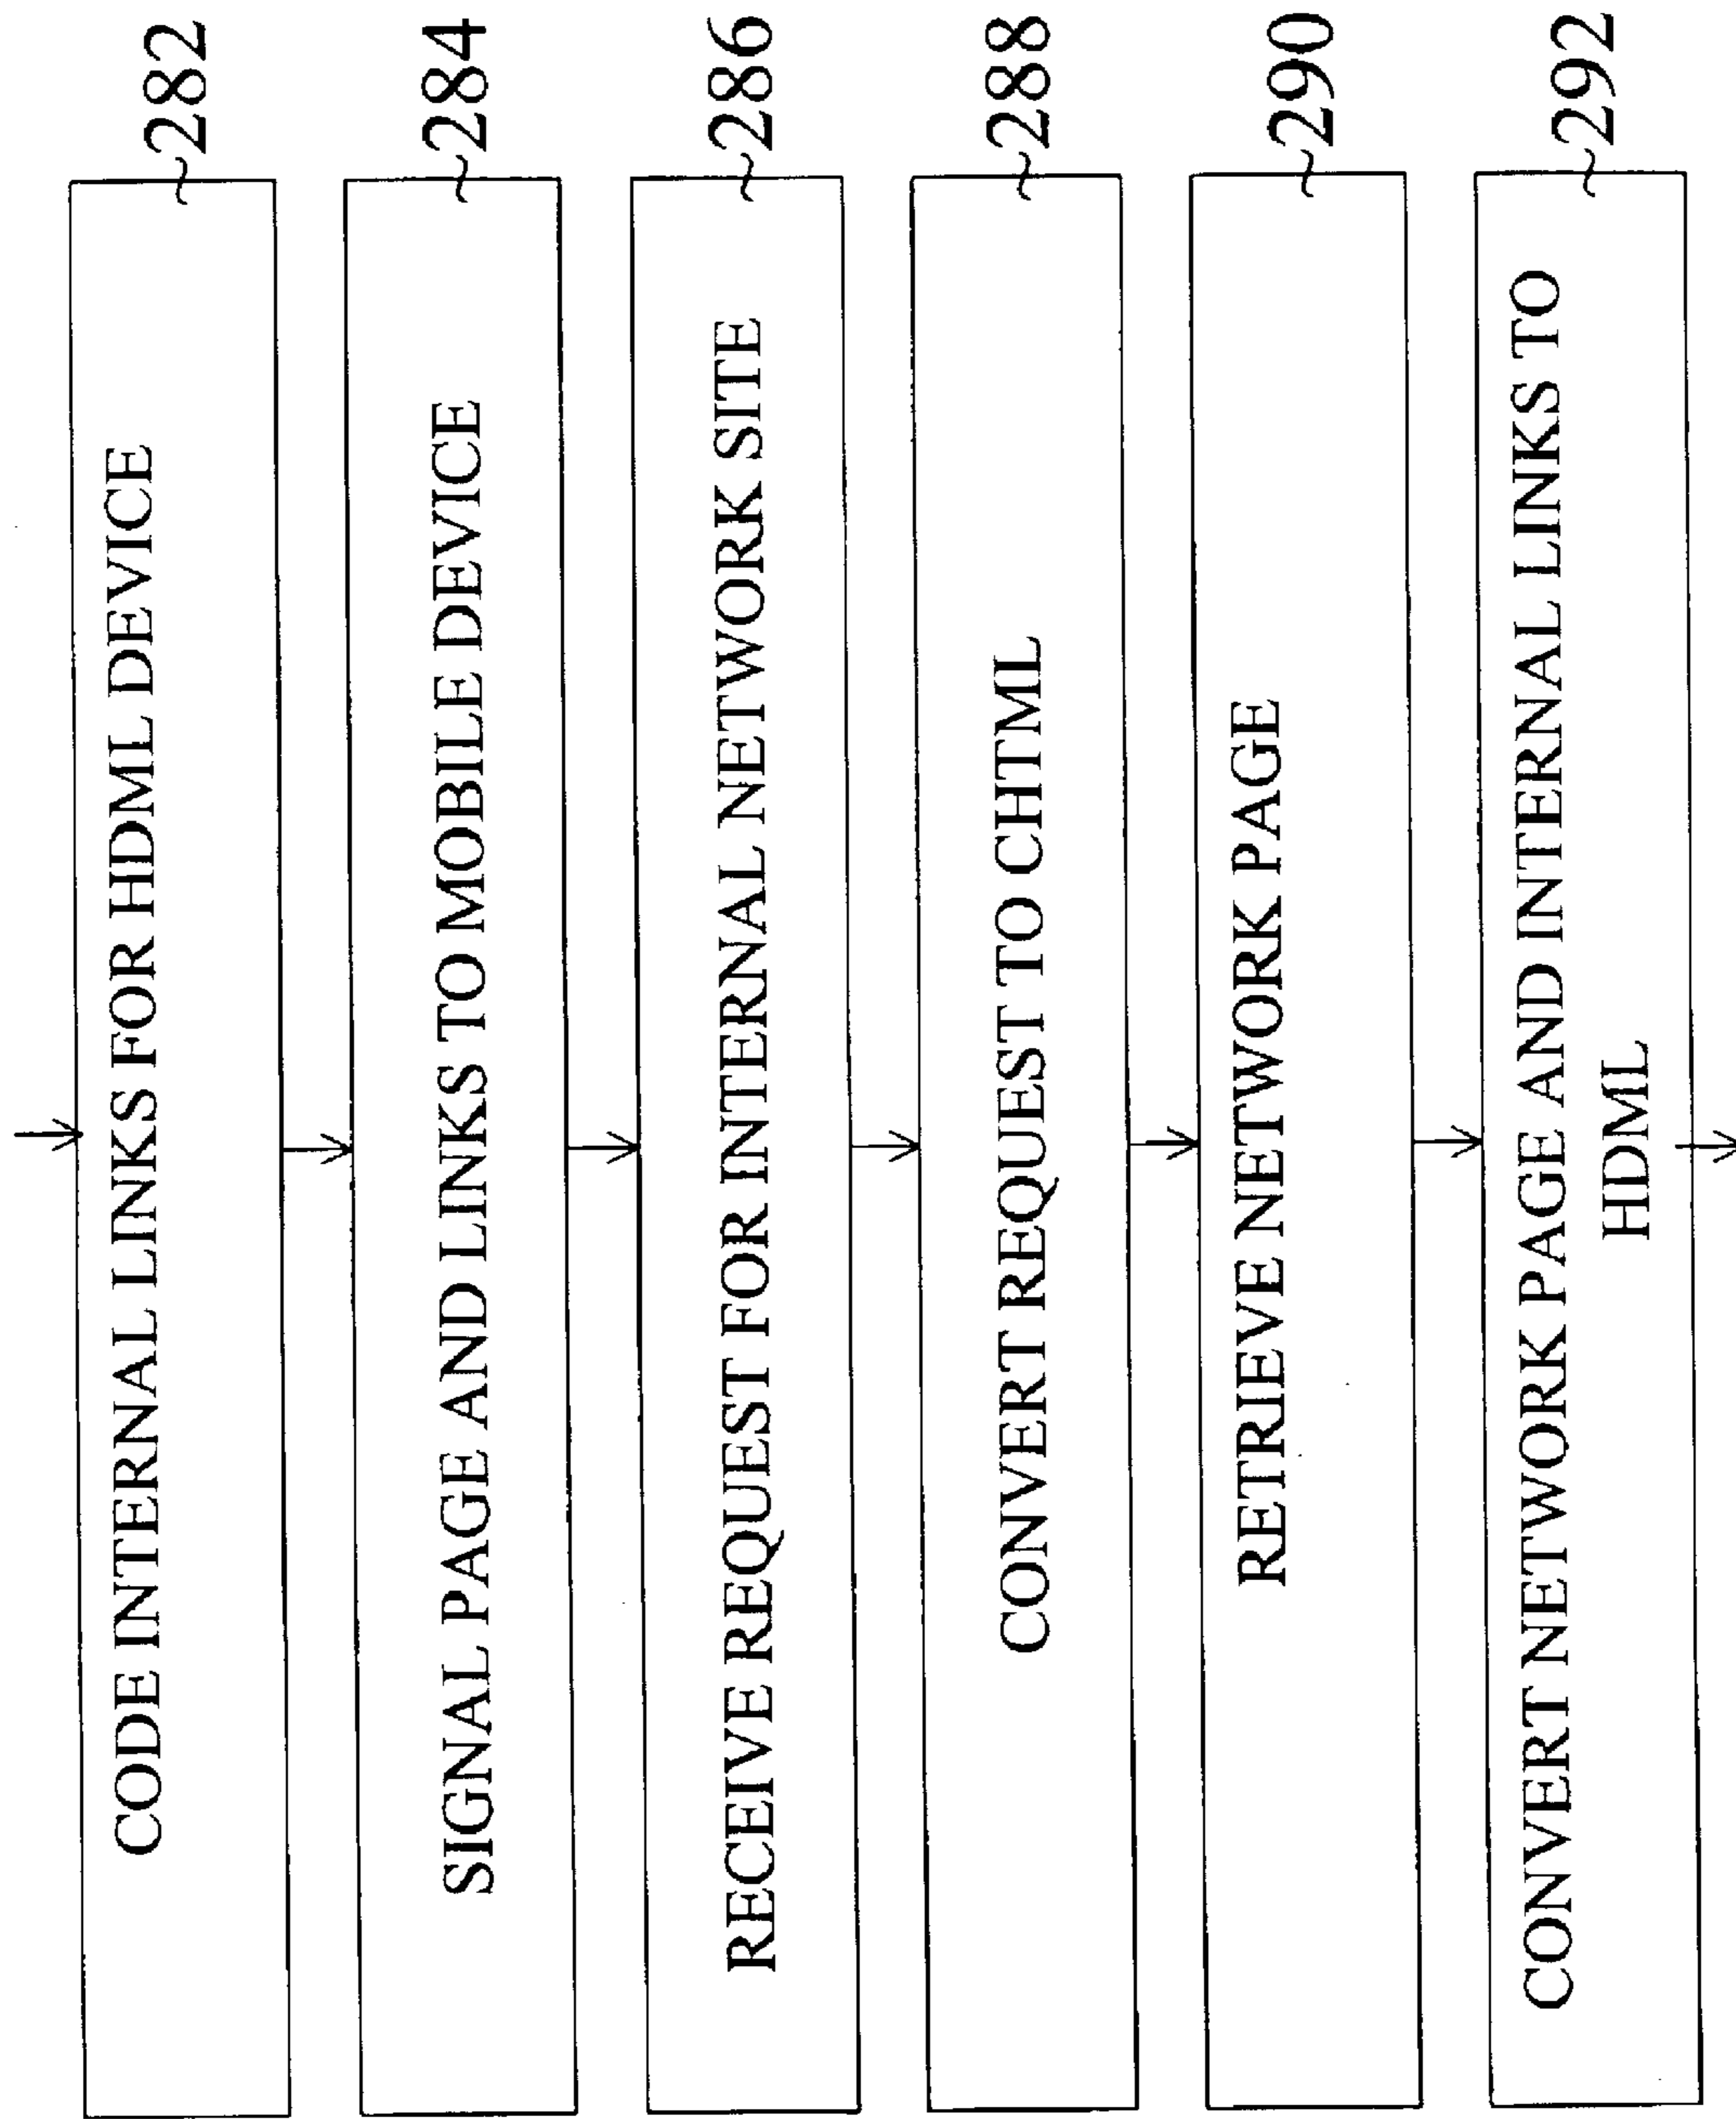 CODE INTERNAL LINKS FOR HDML DEVICE
~282
SIGNAL PAGE AND LINKS TO MOBILE DEVICE
~284
RECEIVE REQUEST FOR INTERNAL NETWORK SITE
~286
CONVERT REQUEST TO CHTML
~288
RETRIEVE NETWORK PAGE
~290
CONVERT NETWORK PAGE AND INTERNAL LINKS TO
HDML
~292